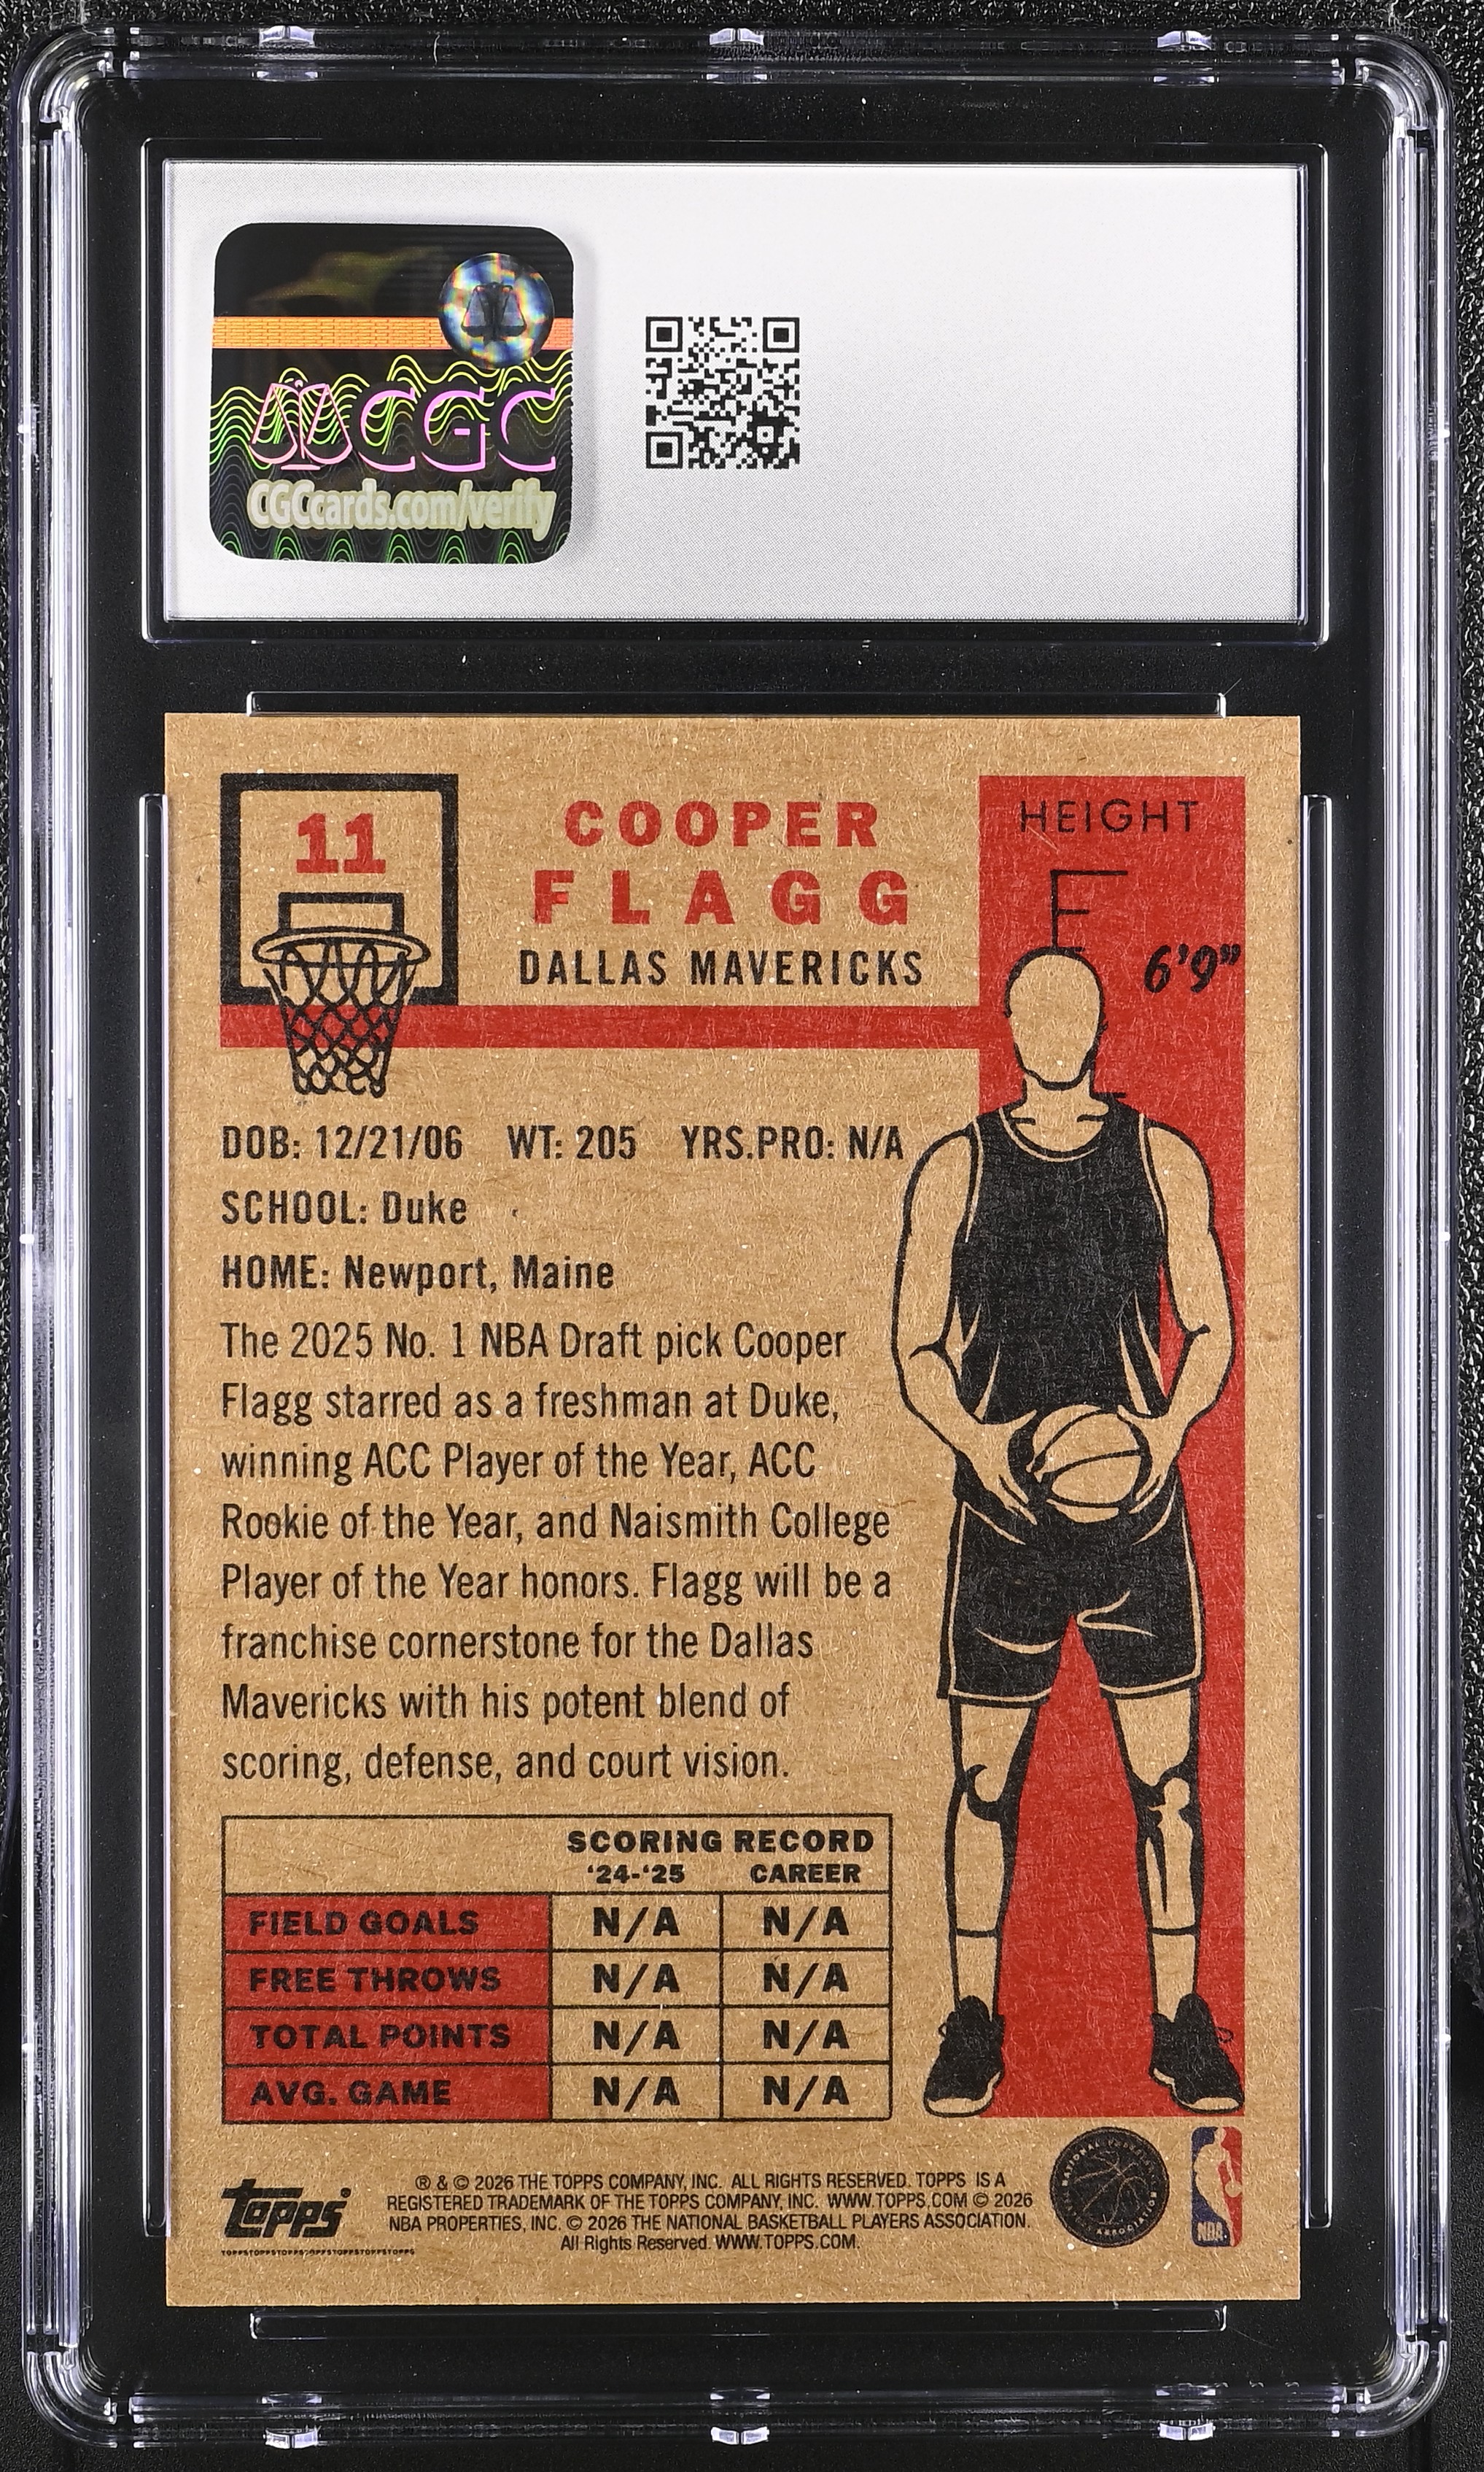 CGC
CGCcards.com/verify
11
COOPER
FLAGG
DALLAS MAVERICKS
HEIGHT
6'9"
DOB: 12/21/06 WT: 205 YRS.PRO: N/A
SCHOOL: Duke
HOME: Newport, Maine
The 2025 No. 1 NBA Draft pick Cooper
Flagg starred as a freshman at Duke,
winning ACC Player of the Year, ACC
Rookie of the Year, and Naismith College
Player of the Year honors. Flagg will be a
franchise cornerstone for the Dallas
Mavericks with his potent blend of
scoring, defense, and court vision.
SCORING RECORD
'24-'25 CAREER
FIELD GOALS N/A N/A
FREE THROWS N/A N/A
TOTAL POINTS N/A N/A
AVG. GAME N/A N/A
topps
® & © 2026 THE TOPPS COMPANY, INC. ALL RIGHTS RESERVED. TOPPS IS A
REGISTERED TRADEMARK OF THE TOPPS COMPANY, INC. WWW.TOPPS.COM © 2026
NBA PROPERTIES, INC. © 2026 THE NATIONAL BASKETBALL PLAYERS ASSOCIATION.
All Rights Reserved. WWW.TOPPS.COM.
NBA